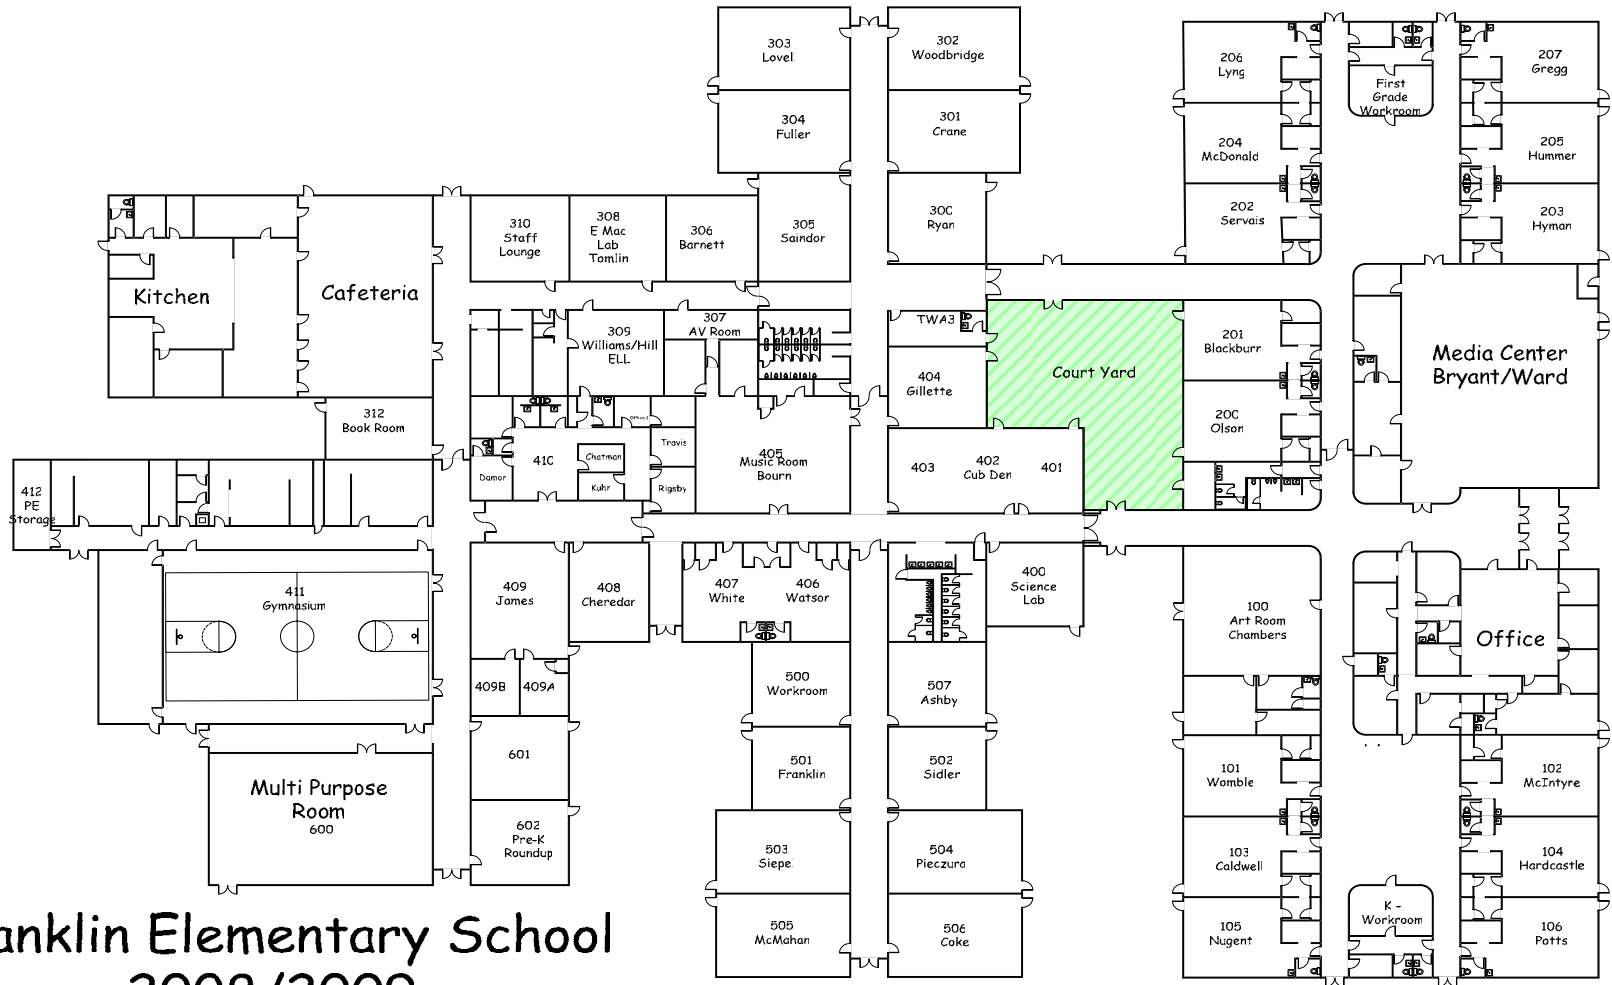 303
Lovel
302
Woodbridge
304
Fuller
301
Crane
206
Lyng
First
Grade
Workroom
207
Gregg
204
McDonald
205
Hummer
202
Servais
203
Hyman
310
Staff
Lounge
308
E Mac
Lab
Tomlin
306
Barnett
305
Saindor
300
Ryan
Kitchen
Cafeteria
309
Williams/Hill
ELL
307
AV Room
TWA3
404
Gillette
Court Yard
201
Blackburr
200
Olson
Media Center
Bryant/Ward
312
Book Room
410
Damor
Chatman
Kuhr
Travis
Rigsby
405
Music Room
Bourn
403
402
Cub Den
401
412
PE
Storage
411
Gymnasium
409
James
408
Cheredar
407
White
406
Watsor
400
Science
Lab
100
Art Room
Chambers
Office
409B
409A
500
Workroom
507
Ashby
601
501
Franklin
502
Sidler
101
Womble
102
McIntyre
Multi Purpose
Room
600
602
Pre-K
Roundup
503
Siepe
504
Pieczura
103
Caldwell
104
Hardcastle
505
McMahan
506
Coke
105
Nugent
K -
Workroom
106
Potts
anklin Elementary School
2008/2009